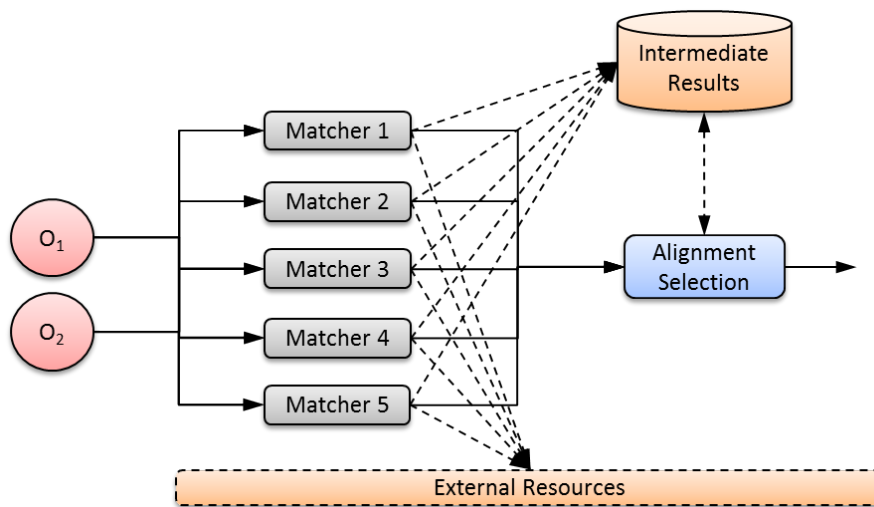 Intermediate
Results
Matcher 1
Matcher 2
O₁
Matcher 3
Alignment
Selection
O₂
Matcher 4
Matcher 5
External Resources